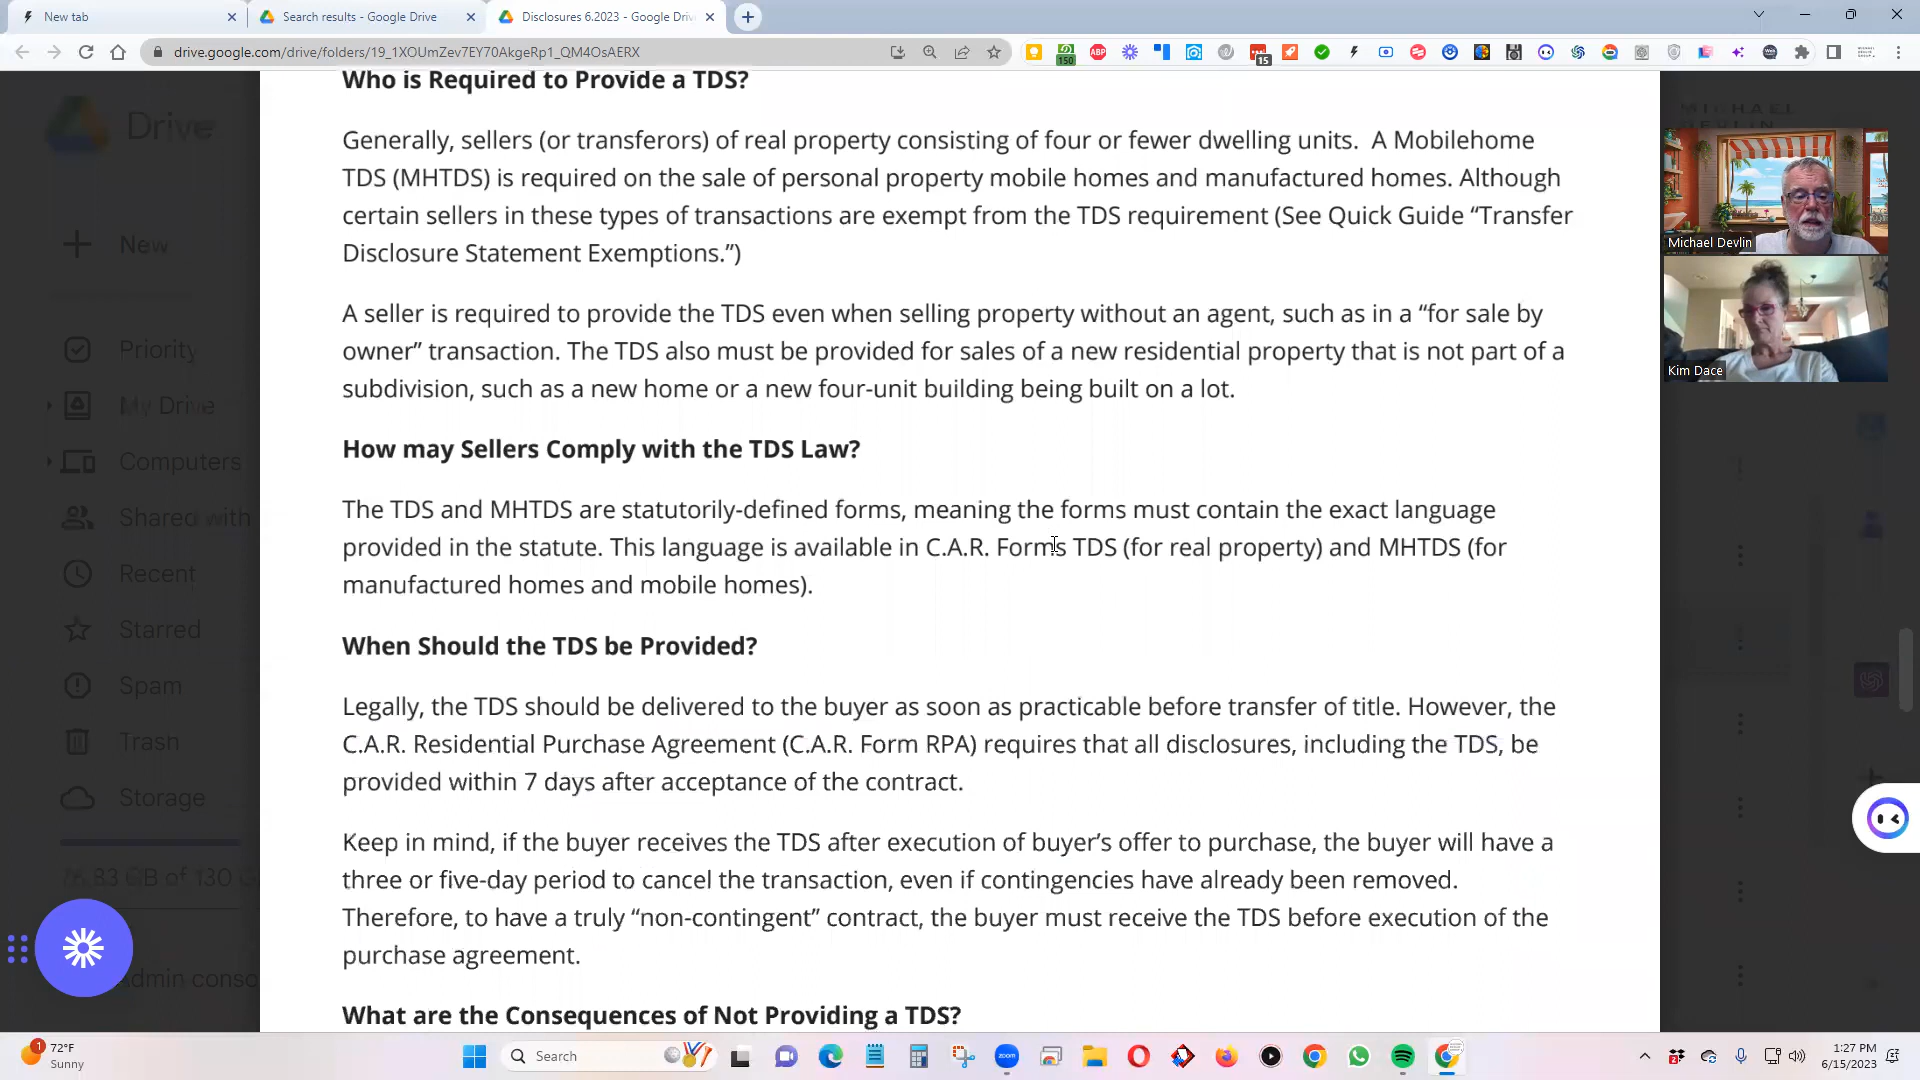 New tab
Search results - Google Drive
Disclosures 6.2023 - Google Driv
drive.google.com/drive/folders/19_1XOUmZev7EY70AkgeRp1_QM4OsAERX
150
ABP
15
Drive
New
Priority
My Drive
Computers
Shared with
Recent
Starred
Spam
Trash
Storage
Admin conso
Who is Required to Provide a TDS?
Generally, sellers (or transferors) of real property consisting of four or fewer dwelling units.  A Mobilehome
TDS (MHTDS) is required on the sale of personal property mobile homes and manufactured homes. Although
certain sellers in these types of transactions are exempt from the TDS requirement (See Quick Guide “Transfer
Disclosure Statement Exemptions.”)
A seller is required to provide the TDS even when selling property without an agent, such as in a “for sale by
owner” transaction. The TDS also must be provided for sales of a new residential property that is not part of a
subdivision, such as a new home or a new four-unit building being built on a lot.
How may Sellers Comply with the TDS Law?
The TDS and MHTDS are statutorily-defined forms, meaning the forms must contain the exact language
provided in the statute. This language is available in C.A.R. Forms TDS (for real property) and MHTDS (for
manufactured homes and mobile homes).
When Should the TDS be Provided?
Legally, the TDS should be delivered to the buyer as soon as practicable before transfer of title. However, the
C.A.R. Residential Purchase Agreement (C.A.R. Form RPA) requires that all disclosures, including the TDS, be
provided within 7 days after acceptance of the contract.
Keep in mind, if the buyer receives the TDS after execution of buyer’s offer to purchase, the buyer will have a
three or five-day period to cancel the transaction, even if contingencies have already been removed.
Therefore, to have a truly “non-contingent” contract, the buyer must receive the TDS before execution of the
purchase agreement.
What are the Consequences of Not Providing a TDS?
Michael Devlin
Kim Dace
1
72°F
Sunny
Search
zoom
1:27 PM
6/15/2023